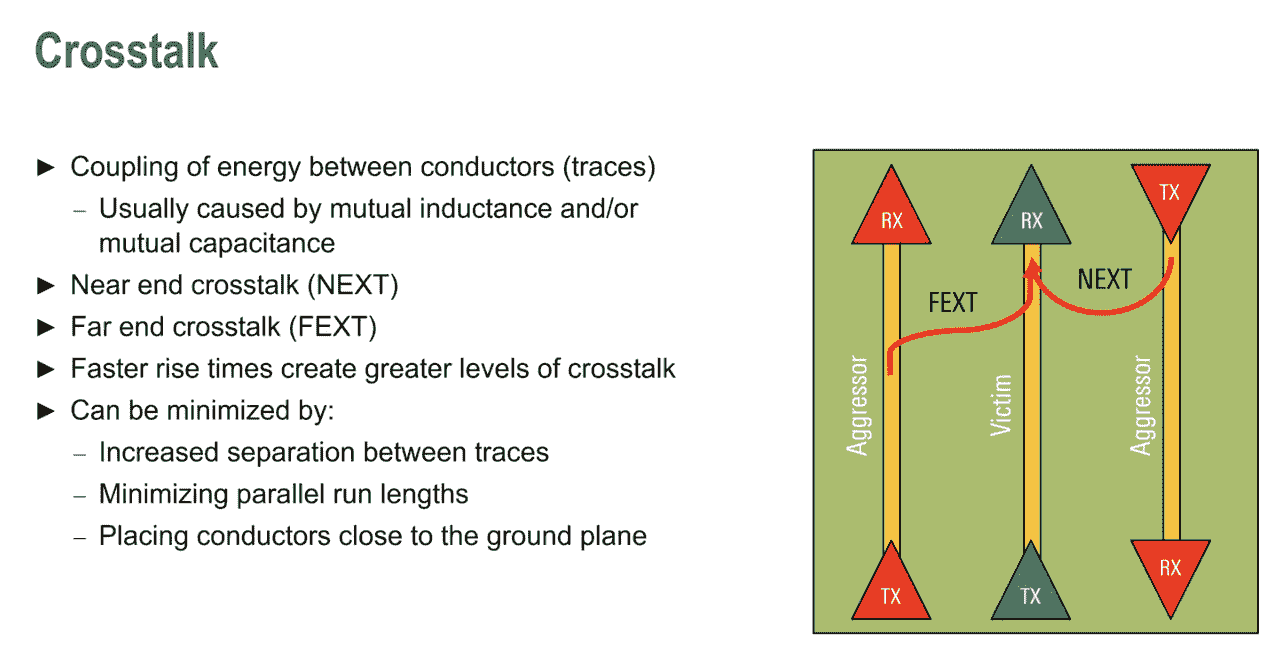 Crosstalk
► Coupling of energy between conductors (traces)
– Usually caused by mutual inductance and/or
mutual capacitance
► Near end crosstalk (NEXT)
► Far end crosstalk (FEXT)
► Faster rise times create greater levels of crosstalk
► Can be minimized by:
– Increased separation between traces
– Minimizing parallel run lengths
– Placing conductors close to the ground plane
RX
RX
TX
FEXT
NEXT
Aggressor
Victim
Aggressor
TX
TX
RX